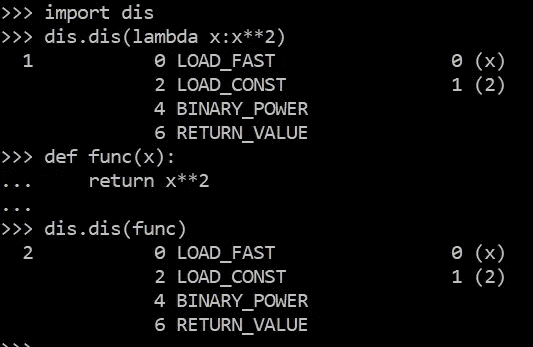 >>> import dis
>>> dis.dis(lambda x:x**2)
  1           0 LOAD_FAST                0 (x)
              2 LOAD_CONST               1 (2)
              4 BINARY_POWER
              6 RETURN_VALUE
>>> def func(x):
...     return x**2
...
>>> dis.dis(func)
  2           0 LOAD_FAST                0 (x)
              2 LOAD_CONST               1 (2)
              4 BINARY_POWER
              6 RETURN_VALUE
>>>